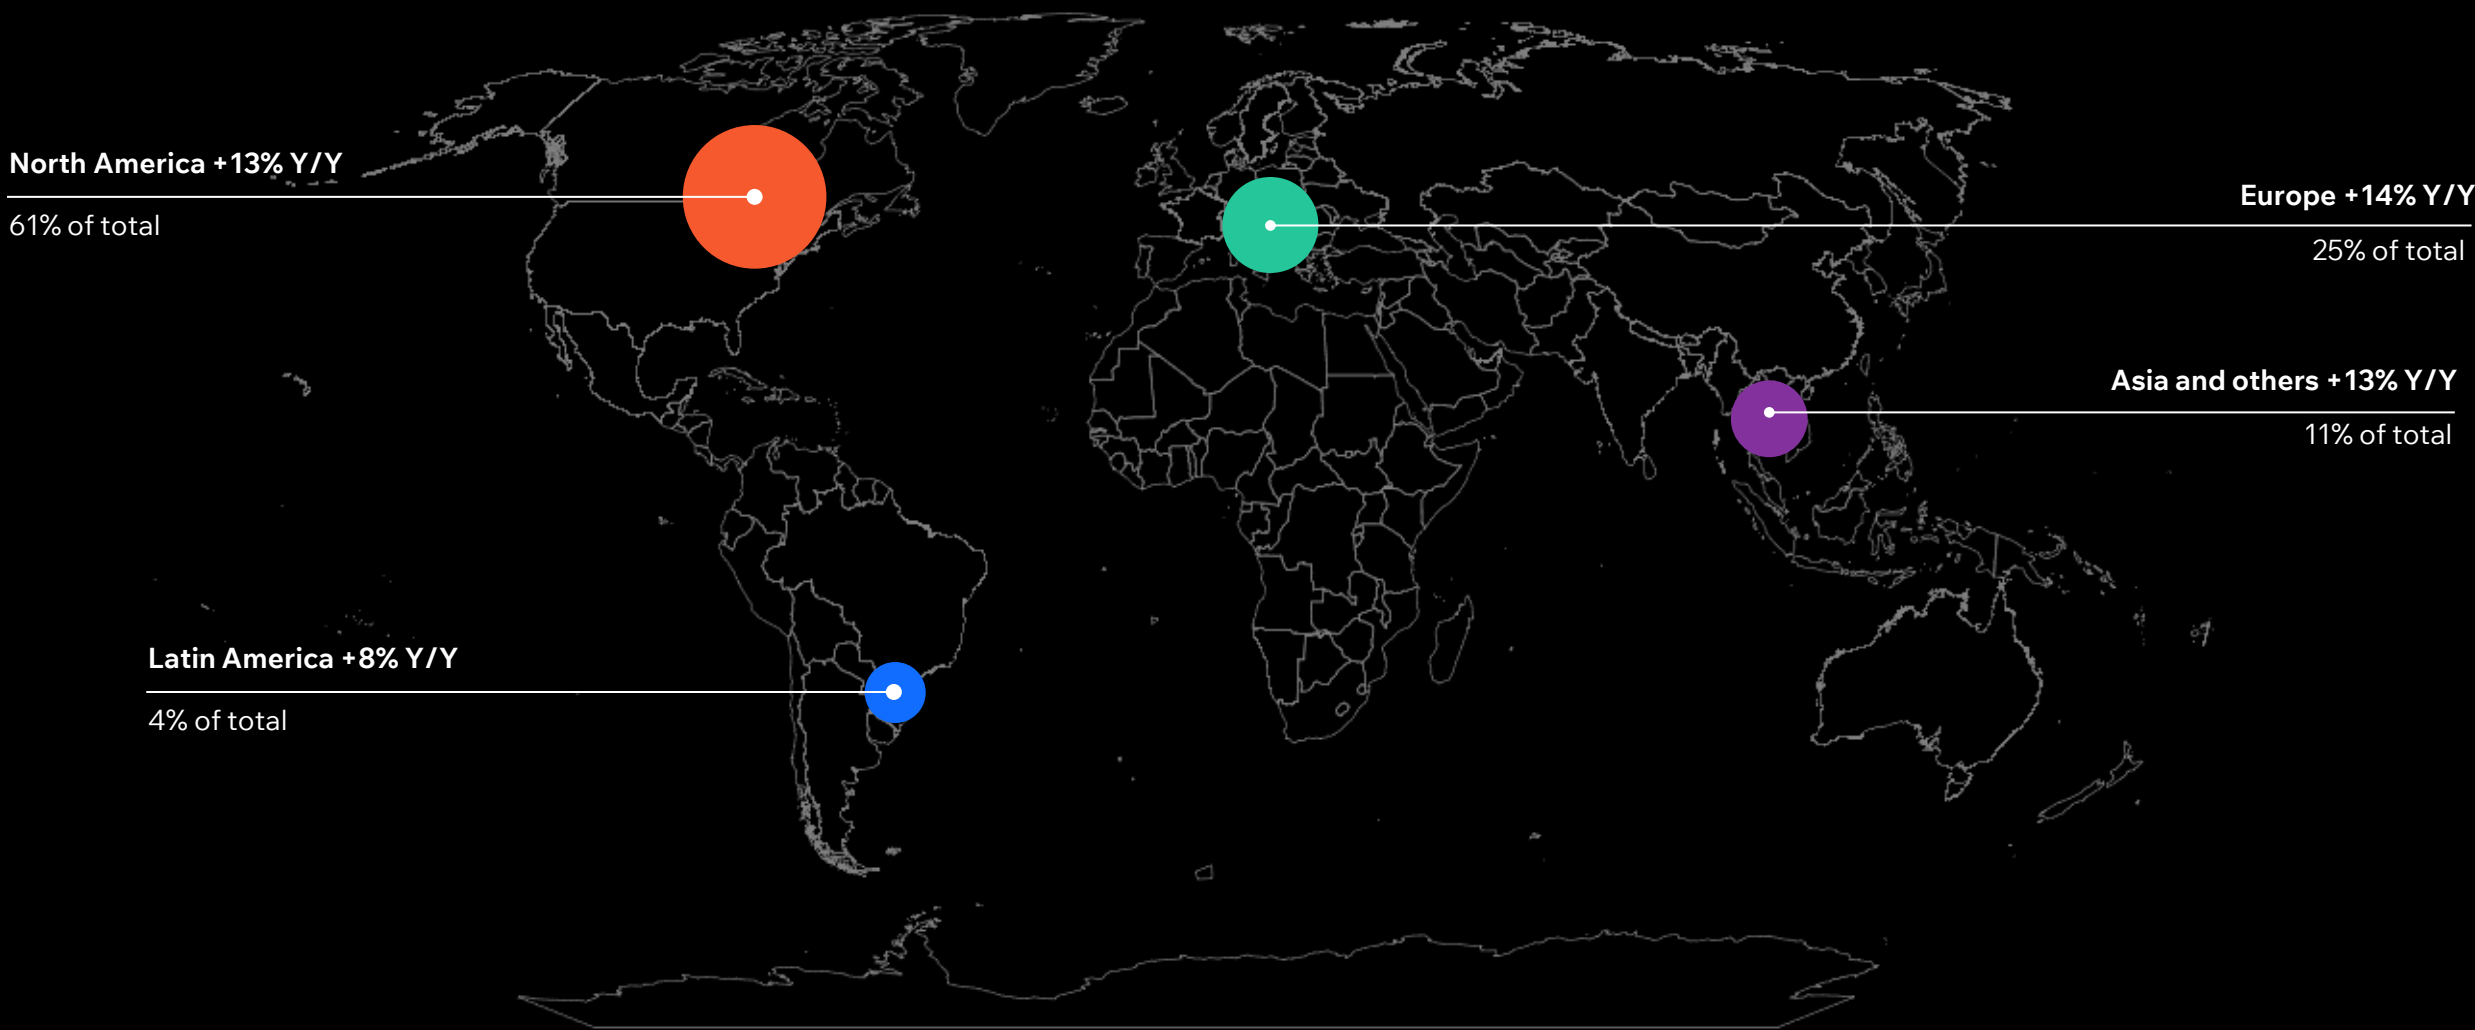 North America +13% Y/Y
61% of total
Europe +14% Y/Y
25% of total
Asia and others +13% Y/Y
11% of total
Latin America +8% Y/Y
4% of total